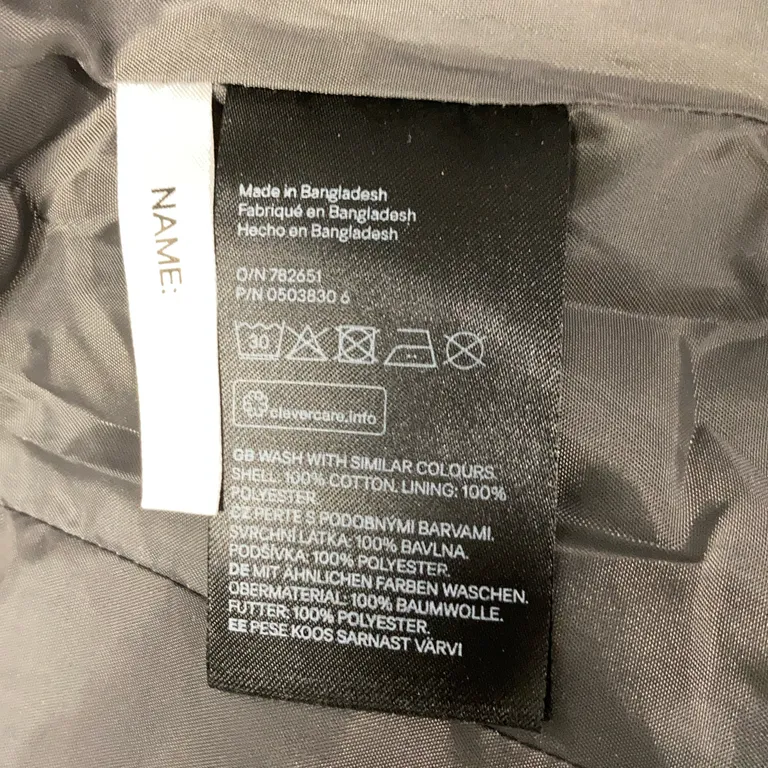 NAME:
Made in Bangladesh
Fabriqué en Bangladesh
Hecho en Bangladesh
O/N 782651
P/N 0503830 6
30
clevercare.info
GB WASH WITH SIMILAR COLOURS.
SHELL: 100% COTTON. LINING: 100%
POLYESTER.
CZ PERTE S PODOBNÝMI BARVAMI.
SVRCHNÍ LÁTKA: 100% BAVLNA.
PODŠÍVKA: 100% POLYESTER.
DE MIT ÄHNLICHEN FARBEN WASCHEN.
OBERMATERIAL: 100% BAUMWOLLE.
FUTTER: 100% POLYESTER.
EE PESE KOOS SARNAST VÄRVI